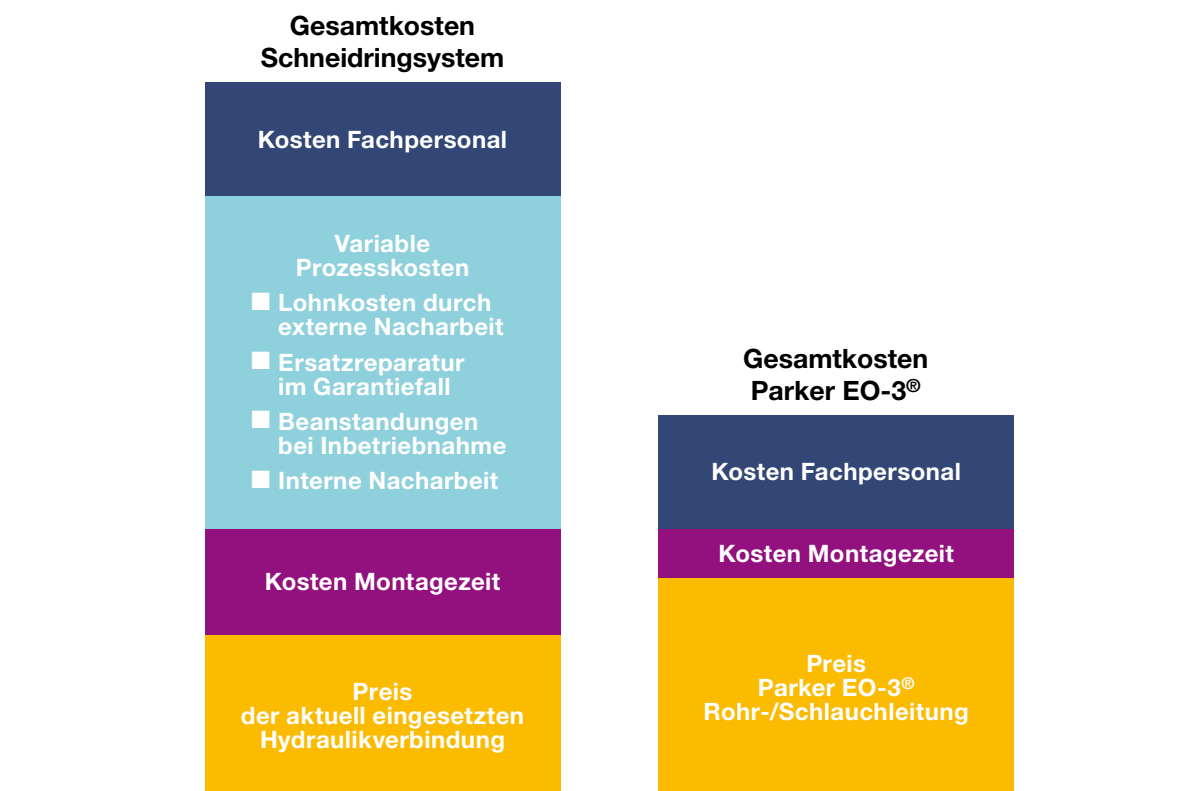 Gesamtkosten
Schneidringsystem
Kosten Fachpersonal
Variable
Prozesskosten
Lohnkosten durch
externe Nacharbeit
Ersatzreparatur
im Garantiefall
Beanstandungen
bei Inbetriebnahme
Interne Nacharbeit
Kosten Montagezeit
Preis
der aktuell eingesetzten
Hydraulikverbindung
Gesamtkosten
Parker EO-3®
Kosten Fachpersonal
Kosten Montagezeit
Preis
Parker EO-3®
Rohr-/Schlauchleitung